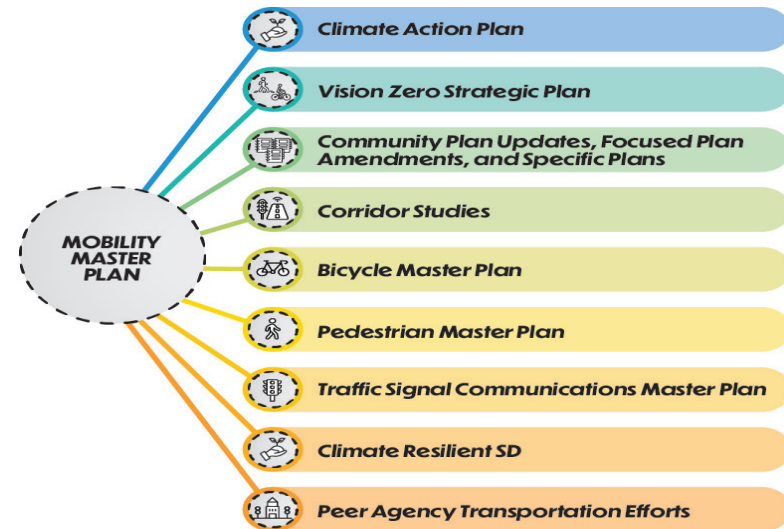 Climate Action Plan
Vision Zero Strategic Plan
Community Plan Updates, Focused Plan
Amendments, and Specific Plans
Corridor Studies
MOBILITY
MASTER
PLAN
Bicycle Master Plan
Pedestrian Master Plan
Traffic Signal Communications Master Plan
Climate Resilient SD
Peer Agency Transportation Efforts